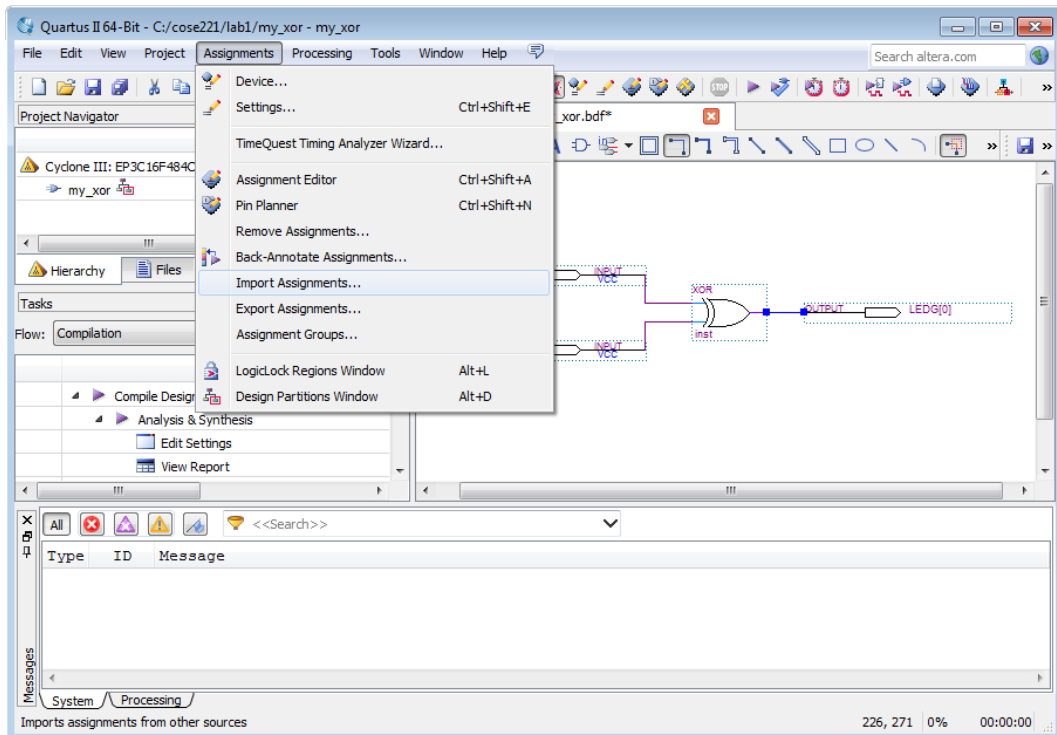 Quartus II 64-Bit - C:/cose221/lab1/my_xor - my_xor
File Edit View Project Assignments Processing Tools Window Help
Search altera.com
Device...
Settings... Ctrl+Shift+E
TimeQuest Timing Analyzer Wizard...
Assignment Editor Ctrl+Shift+A
Pin Planner Ctrl+Shift+N
Remove Assignments...
Back-Annotate Assignments...
Import Assignments...
Export Assignments...
Assignment Groups...
LogicLock Regions Window Alt+L
Design Partitions Window Alt+D
STOP
Project Navigator
Cyclone III: EP3C16F484C
my_xor
Hierarchy Files
Tasks
Flow: Compilation
Compile Design
Analysis & Synthesis
Edit Settings
View Report
_xor.bdf*
INPUT
VCC
XOR
inst
OUTPUT LEDG[0]
INPUT
VCC
All <<Search>>
Type ID Message
Messages
System Processing
Imports assignments from other sources 226, 271 0% 00:00:00